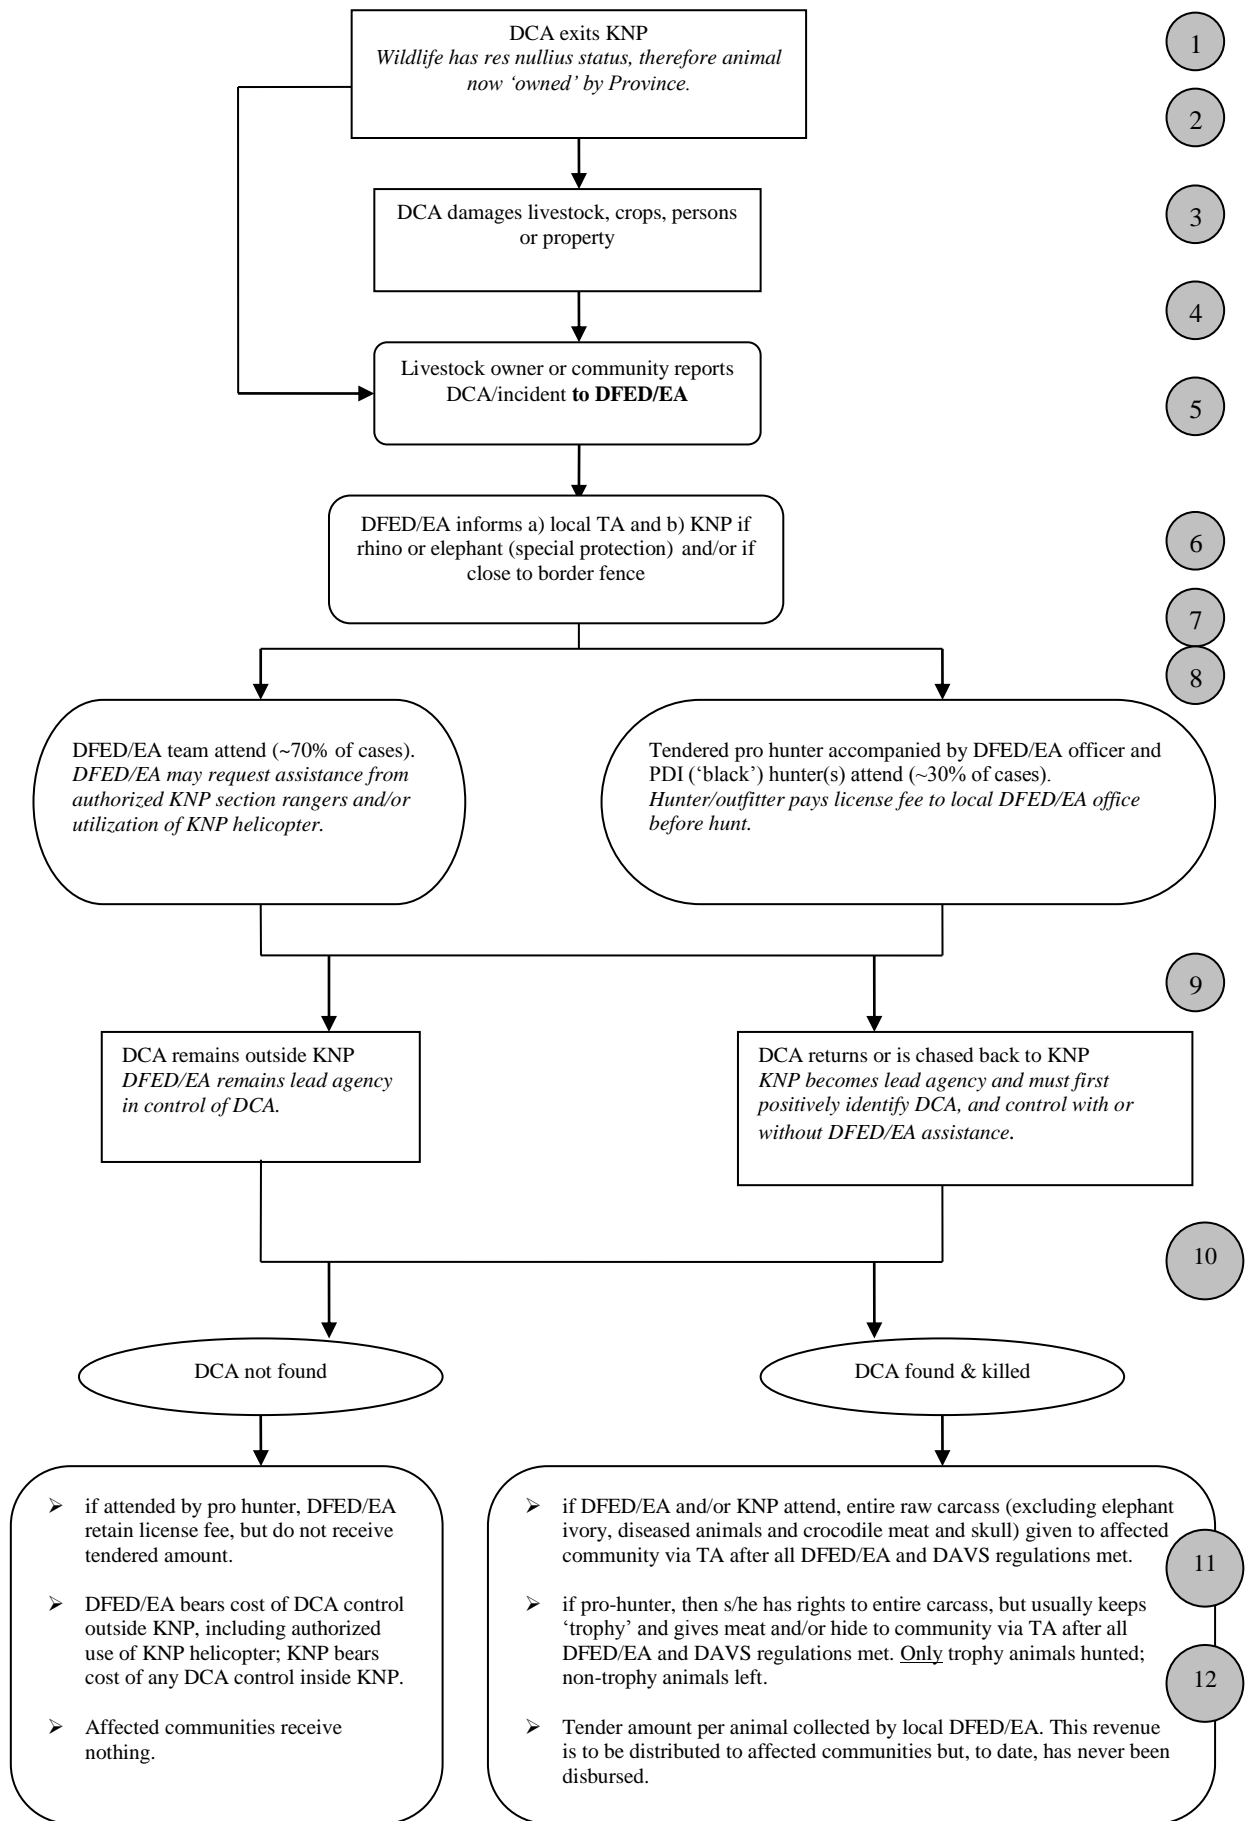 DCA exits KNP
Wildlife has res nullius status, therefore animal
now ‘owned’ by Province.
1
2
DCA damages livestock, crops, persons
or property
3
4
Livestock owner or community reports
DCA/incident to DFED/EA
5
DFED/EA informs a) local TA and b) KNP if
rhino or elephant (special protection) and/or if
close to border fence
6
7
8
DFED/EA team attend (~70% of cases).
DFED/EA may request assistance from
authorized KNP section rangers and/or
utilization of KNP helicopter.
Tendered pro hunter accompanied by DFED/EA officer and
PDI (‘black’) hunter(s) attend (~30% of cases).
Hunter/outfitter pays license fee to local DFED/EA office
before hunt.
9
DCA remains outside KNP
DFED/EA remains lead agency
in control of DCA.
DCA returns or is chased back to KNP
KNP becomes lead agency and must first
positively identify DCA, and control with or
without DFED/EA assistance.
10
DCA not found
DCA found & killed
➢ if attended by pro hunter, DFED/EA
retain license fee, but do not receive
tendered amount.
➢ DFED/EA bears cost of DCA control
outside KNP, including authorized
use of KNP helicopter; KNP bears
cost of any DCA control inside KNP.
➢ Affected communities receive
nothing.
➢ if DFED/EA and/or KNP attend, entire raw carcass (excluding elephant
ivory, diseased animals and crocodile meat and skull) given to affected
community via TA after all DFED/EA and DAVS regulations met.
➢ if pro-hunter, then s/he has rights to entire carcass, but usually keeps
‘trophy’ and gives meat and/or hide to community via TA after all
DFED/EA and DAVS regulations met. Only trophy animals hunted;
non-trophy animals left.
➢ Tender amount per animal collected by local DFED/EA. This revenue
is to be distributed to affected communities but, to date, has never been
disbursed.
11
12